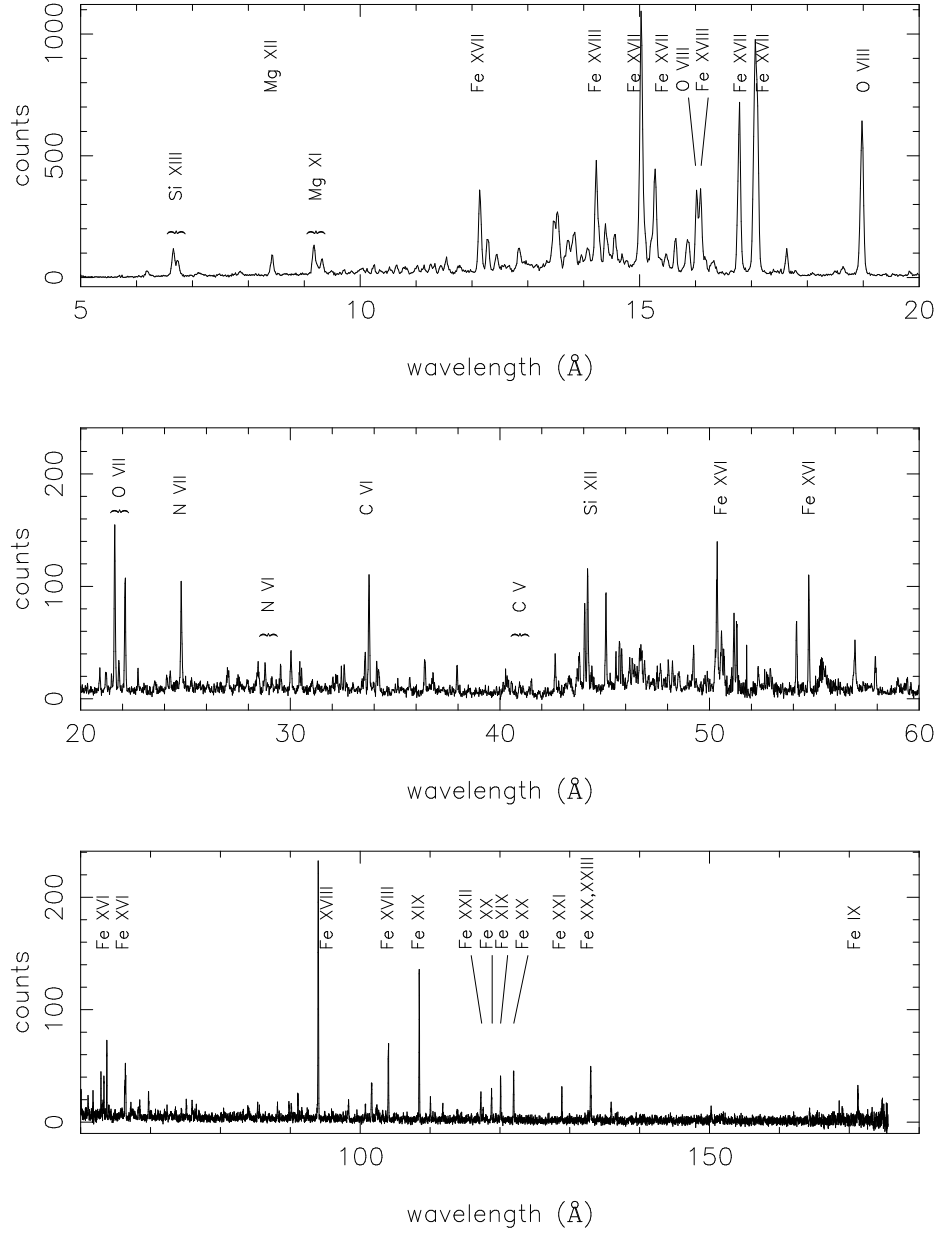 1000
500
0
counts
Si XIII
Mg XII
Mg XI
Fe XVII
Fe XVIII
Fe XVII
Fe XVII
O VIII
Fe XVIII
Fe XVII
Fe XVII
O VIII
5 10 15 20
wavelength (Å)
200
100
0
counts
O VII
N VII
N VI
C VI
C V
Si XII
Fe XVI
Fe XVI
20 30 40 50 60
wavelength (Å)
200
100
0
counts
Fe XVI
Fe XVI
Fe XVIII
Fe XVIII
Fe XIX
Fe XXII
Fe XX
Fe XIX
Fe XX
Fe XXI
Fe XX,XXIII
Fe IX
100 150
wavelength (Å)